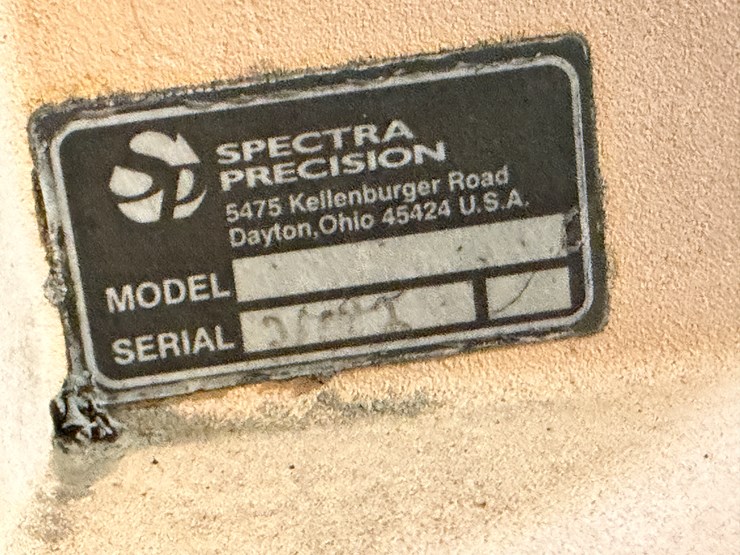 SPECTRA
PRECISION
5475 Kellenburger Road
Dayton,Ohio 45424 U.S.A.
MODEL
SERIAL